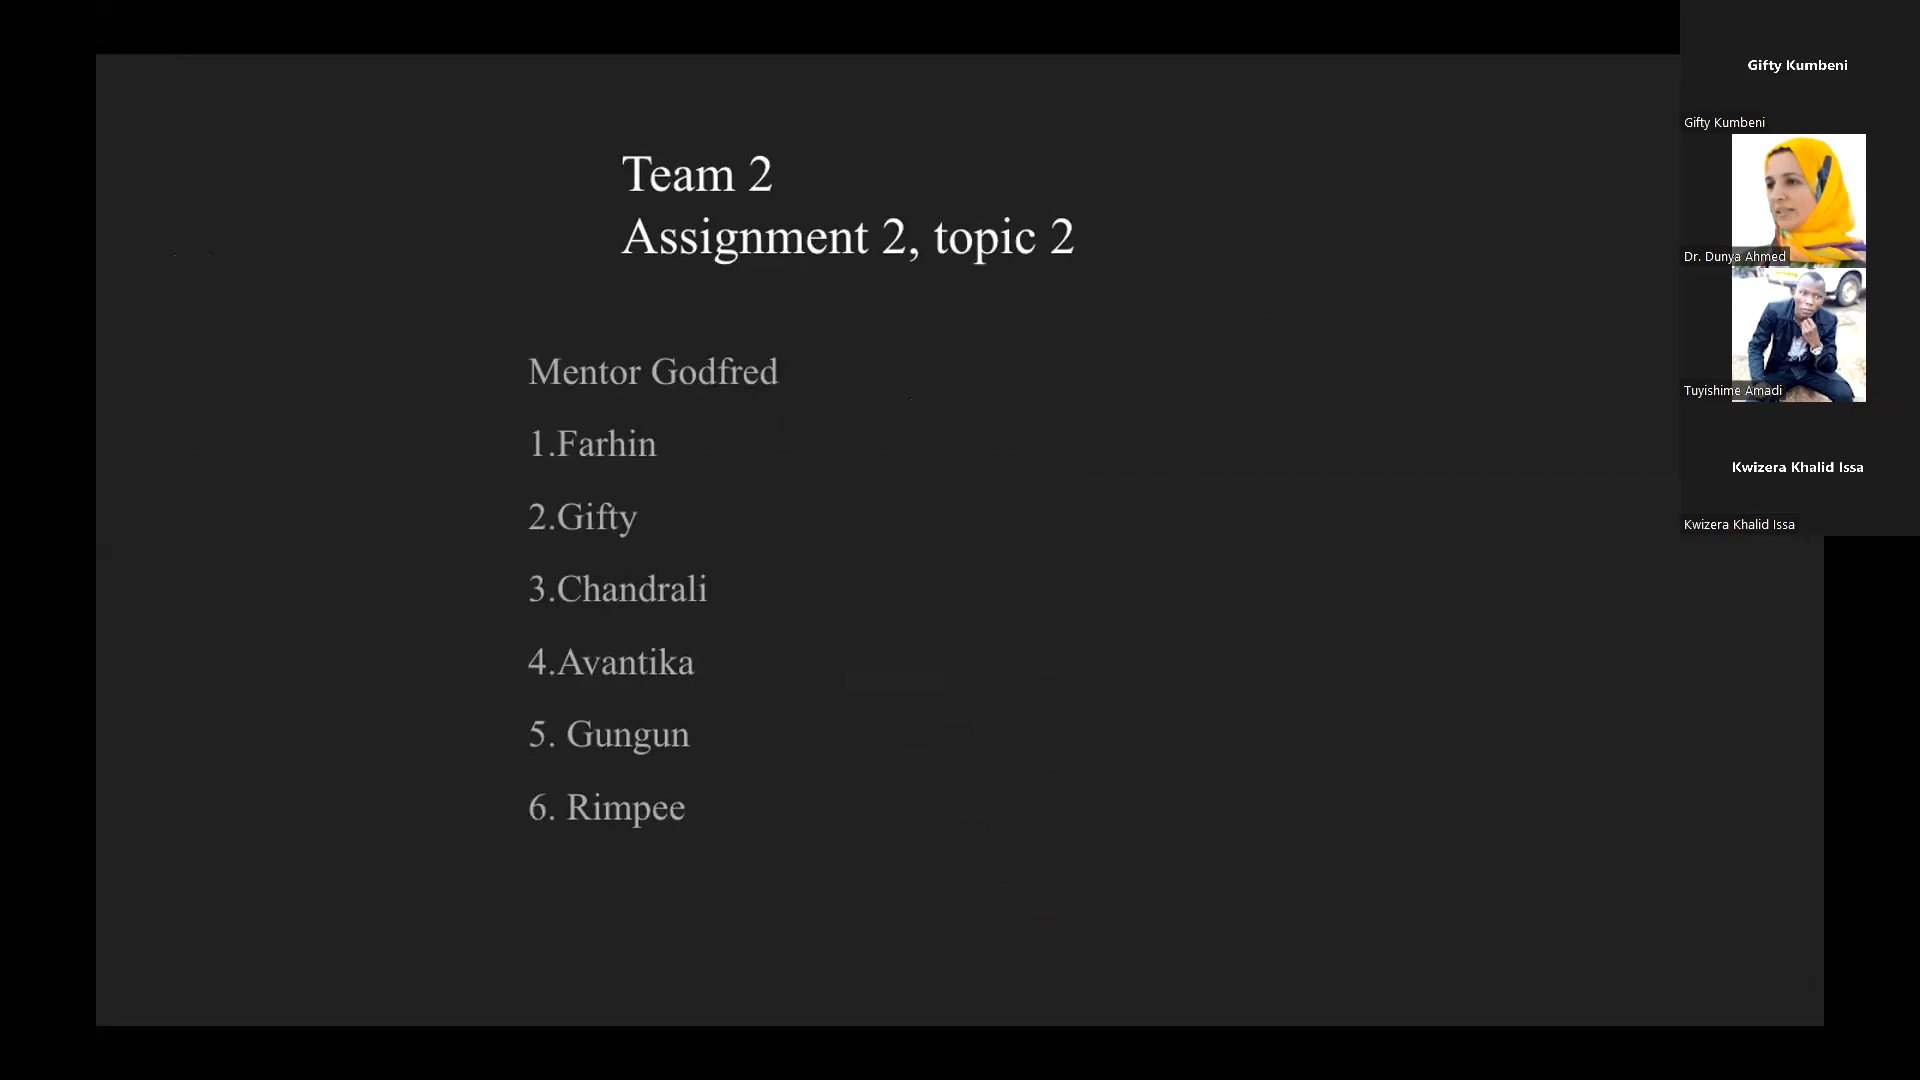 Team 2
Assignment 2, topic 2
Mentor Godfred
1.Farhin
2.Gifty
3.Chandrali
4.Avantika
5. Gungun
6. Rimpee
Gifty Kumbeni
Gifty Kumbeni
Dr. Dunya Ahmed
Tuyishime Amadi
Kwizera Khalid Issa
Kwizera Khalid Issa